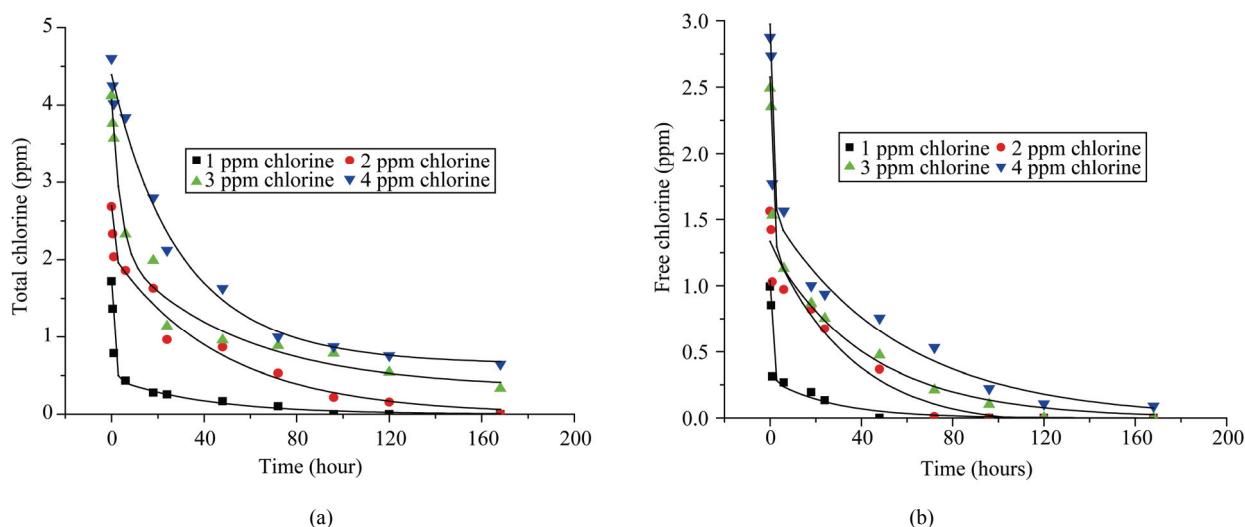 5
4
3
2
1
0
Total chlorine (ppm)
1 ppm chlorine 2 ppm chlorine
3 ppm chlorine 4 ppm chlorine
0 40 80 120 160 200
Time (hour)
(a)
3.0
2.5
2.0
1.5
1.0
0.5
0.0
Free chlorine (ppm)
1 ppm chlorine 2 ppm chlorine
3 ppm chlorine 4 ppm chlorine
0 40 80 120 160 200
Time (hours)
(b)